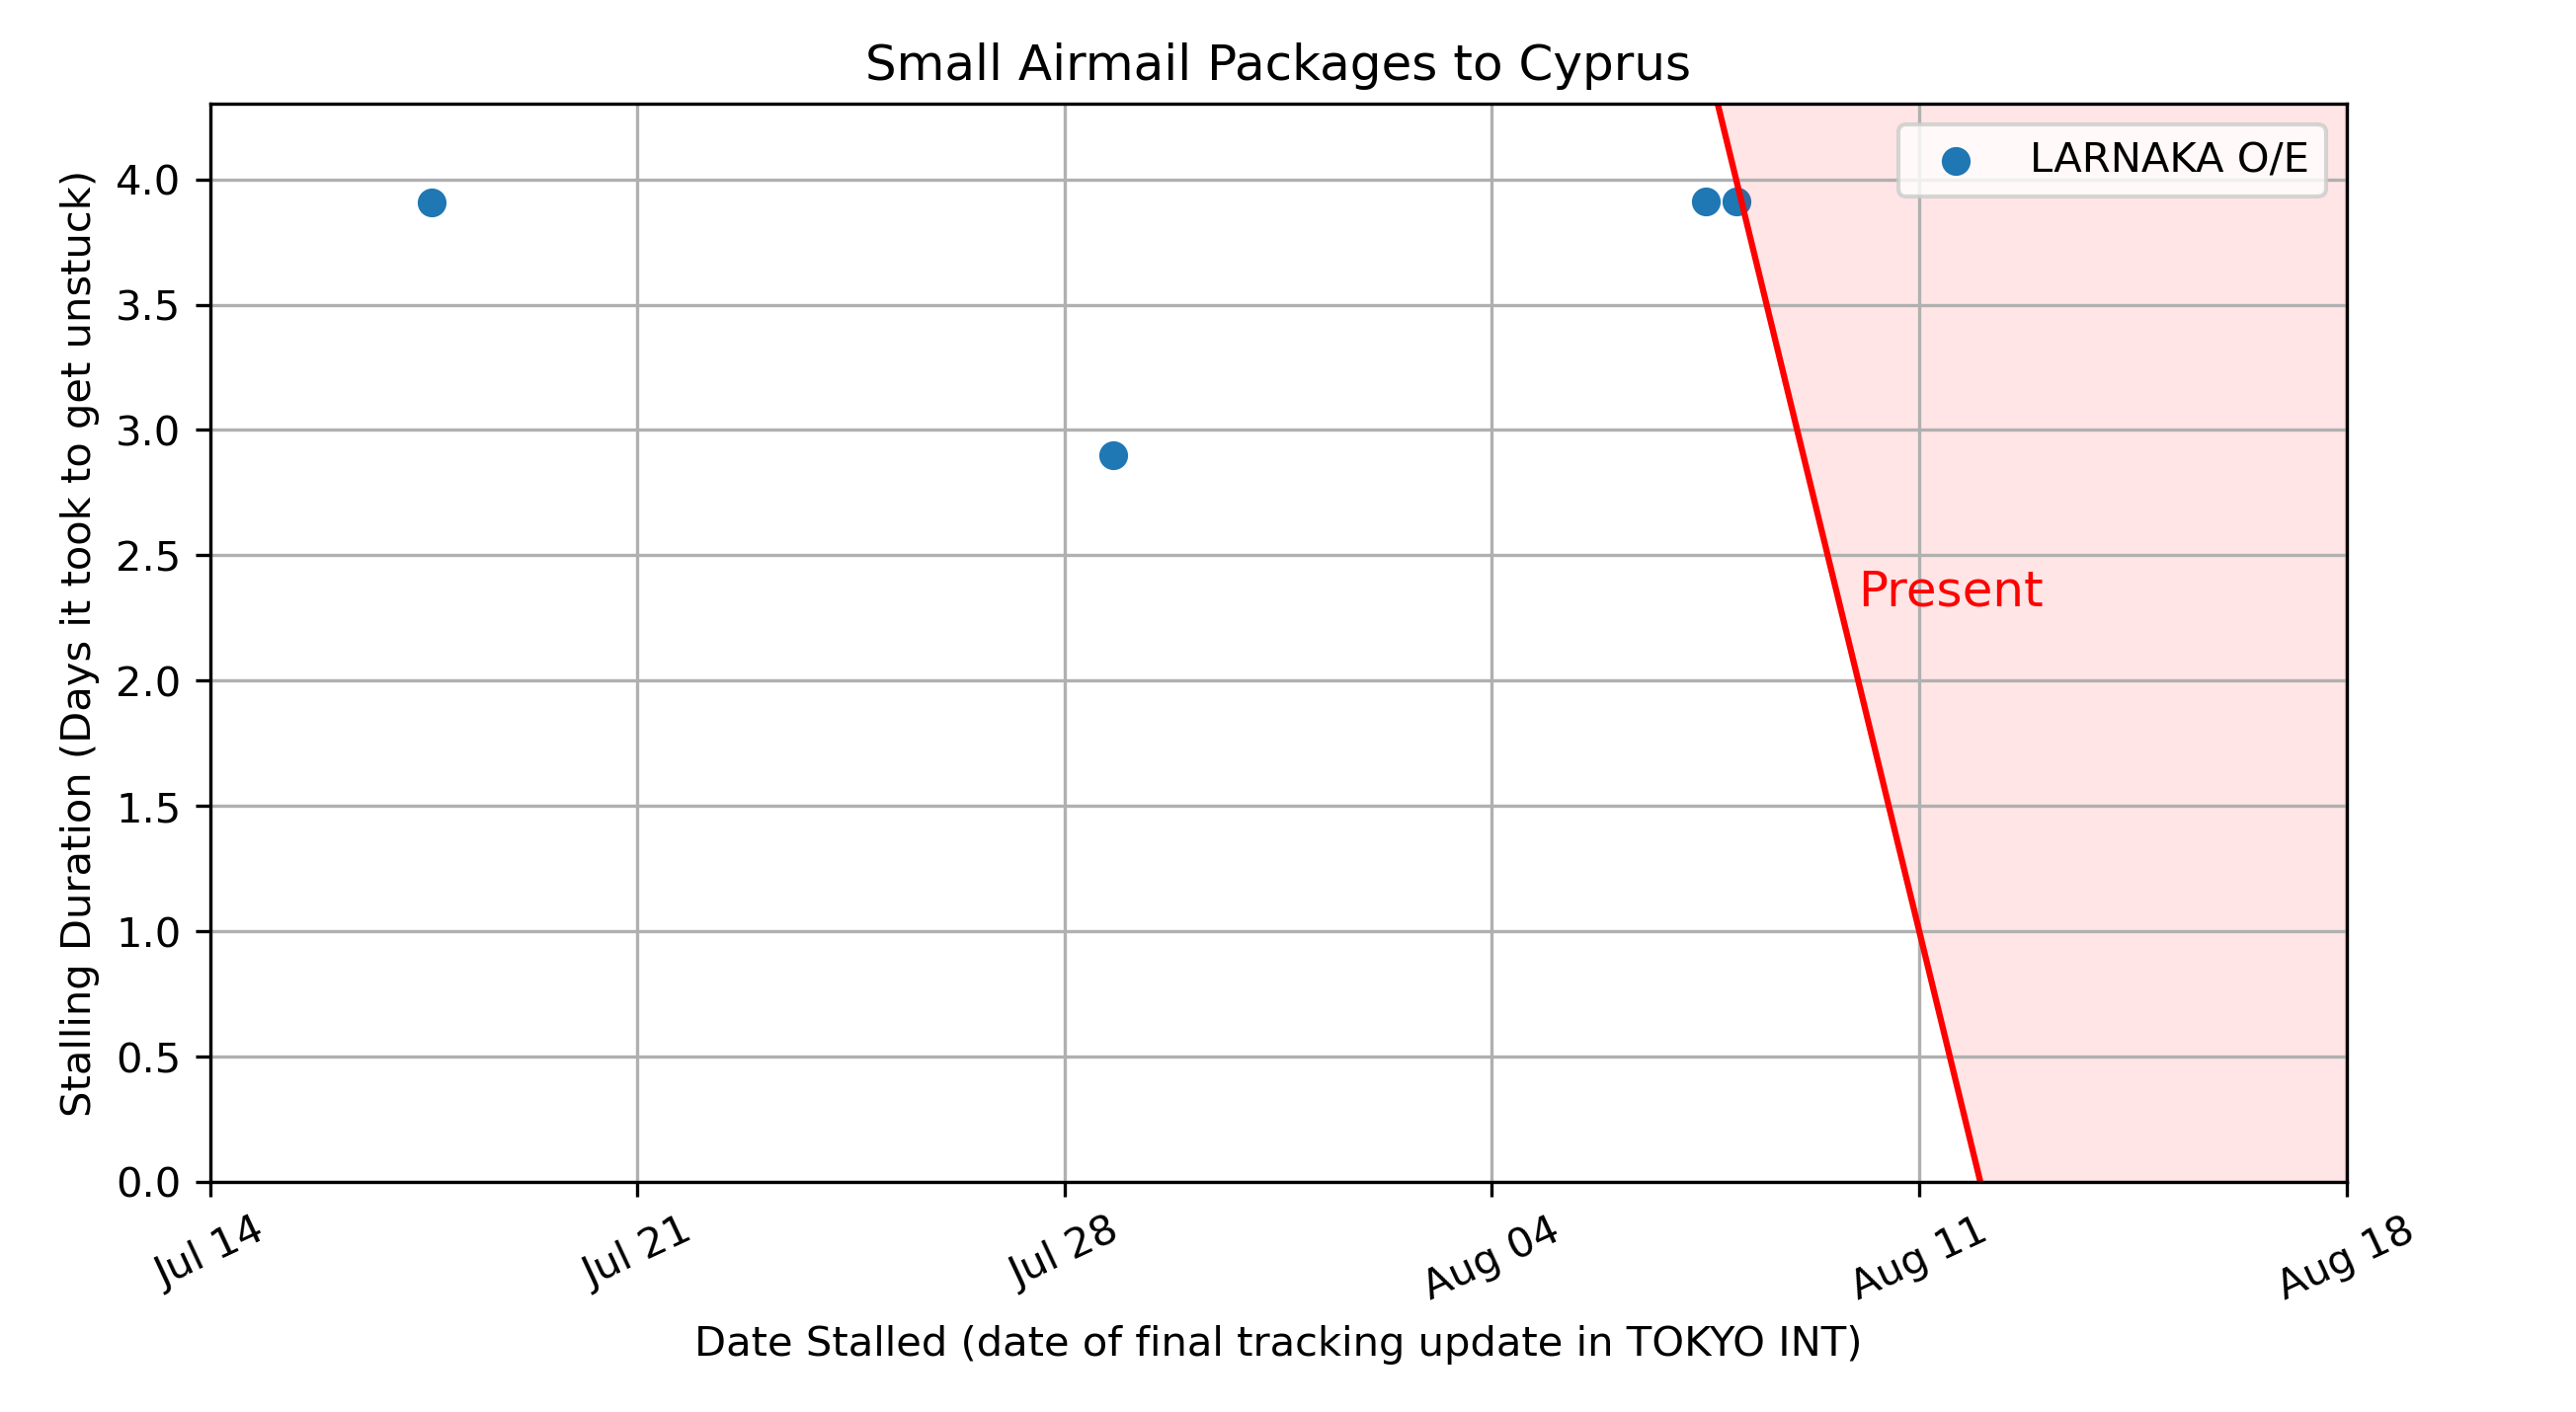 Small Airmail Packages to Cyprus
LARNAKA O/E
Present
Stalling Duration (Days it took to get unstuck)
4.0
3.5
3.0
2.5
2.0
1.5
1.0
0.5
0.0
Jul 14
Jul 21
Jul 28
Aug 04
Aug 11
Aug 18
Date Stalled (date of final tracking update in TOKYO INT)